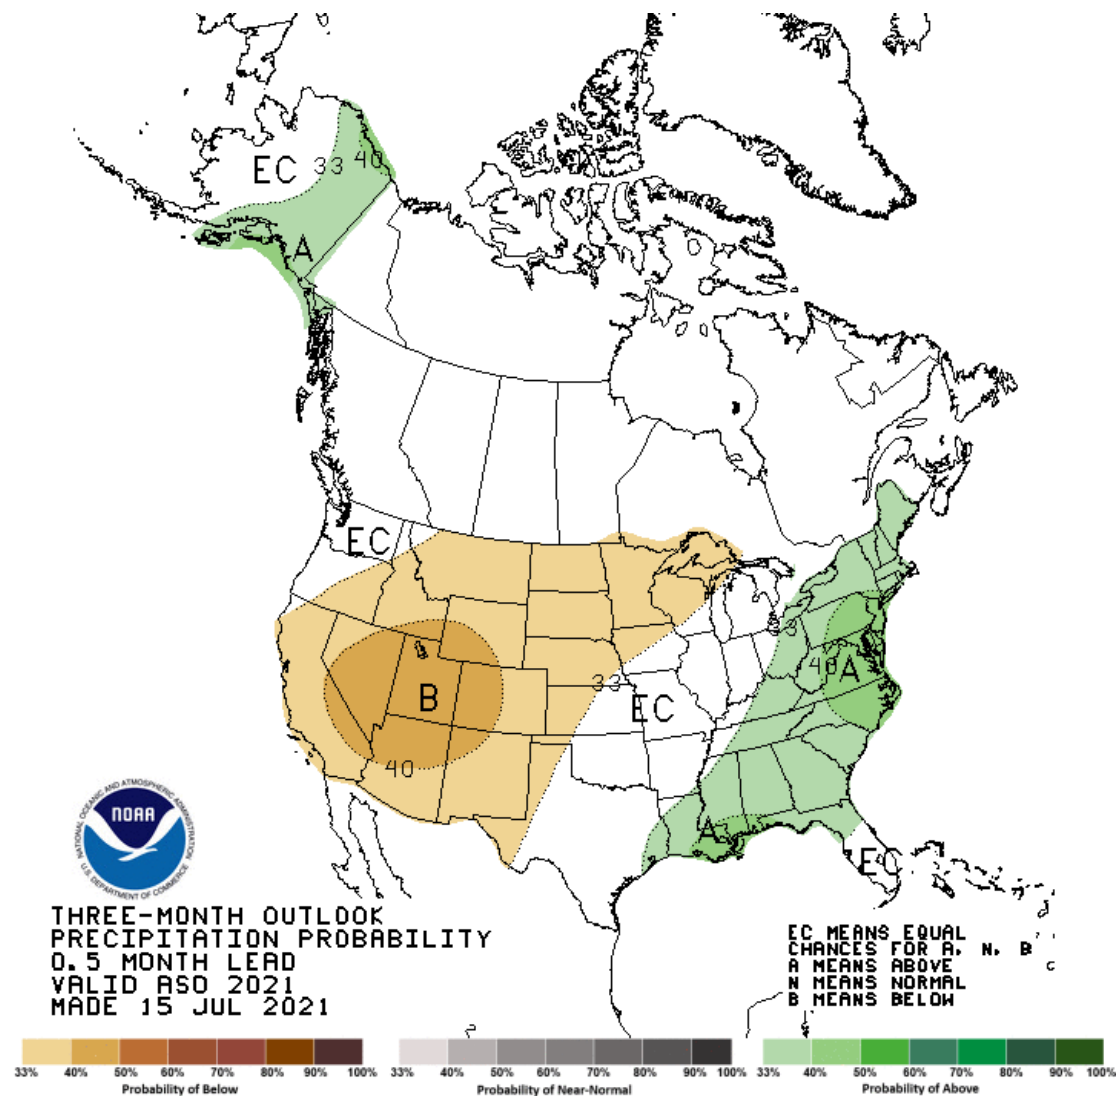 EC
33
40
A
EC
33
40
A
33
EC
B
40
A
EC
NATIONAL OCEANIC AND ATMOSPHERIC ADMINISTRATION
NOAA
U.S. DEPARTMENT OF COMMERCE
THREE-MONTH OUTLOOK
PRECIPITATION PROBABILITY
0.5 MONTH LEAD
VALID ASO 2021
MADE 15 JUL 2021
EC MEANS EQUAL
CHANCES FOR A, N, B
A MEANS ABOVE
N MEANS NORMAL
B MEANS BELOW
33% 40% 50% 60% 70% 80% 90% 100%
Probability of Below
33% 40% 50% 60% 70% 80% 90% 100%
Probability of Near-Normal
33% 40% 50% 60% 70% 80% 90% 100%
Probability of Above